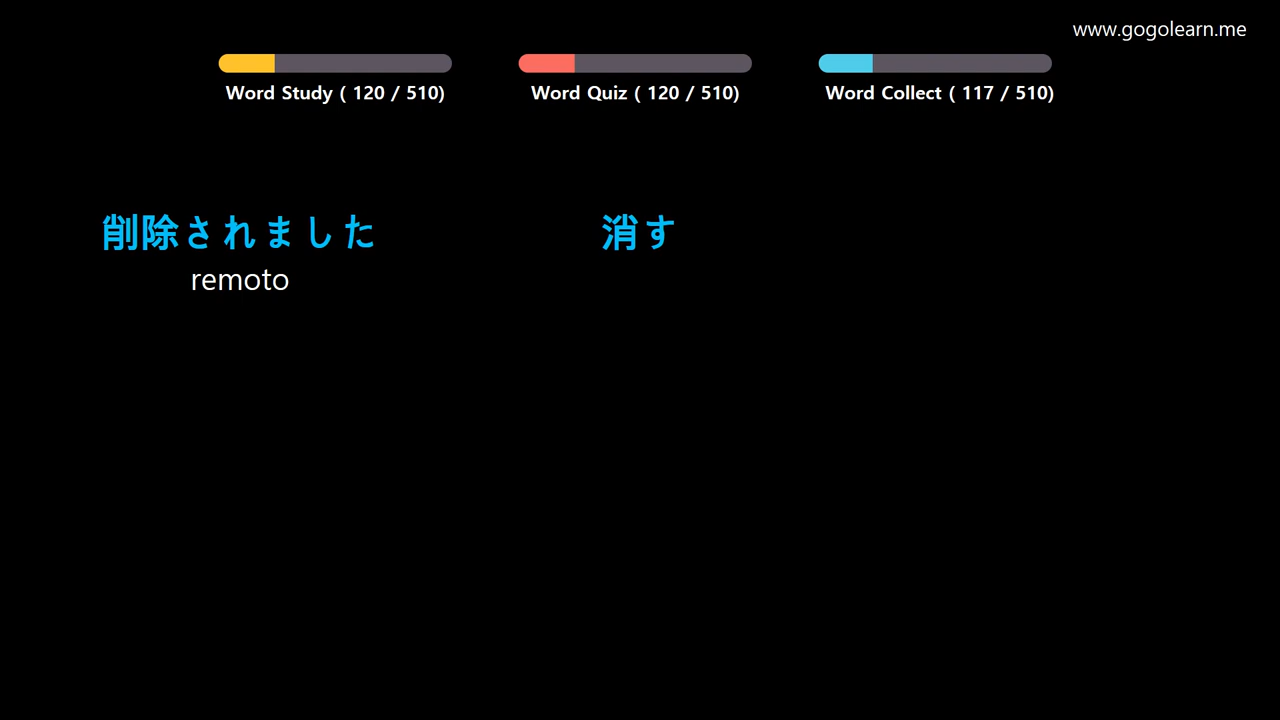 www.gogolearn.me
Word Study ( 120 / 510)
Word Quiz ( 120 / 510)
Word Collect ( 117 / 510)
削除されました
remoto
消す